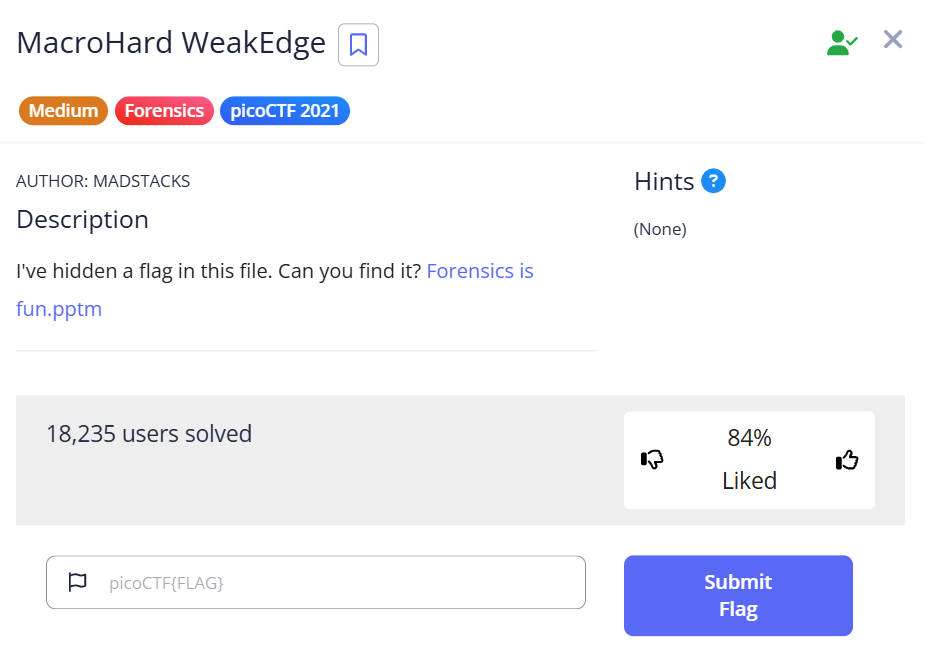 MacroHard WeakEdge
Medium Forensics picoCTF 2021
AUTHOR: MADSTACKS
Description
I've hidden a flag in this file. Can you find it? Forensics is
fun.pptm
Hints ?
(None)
18,235 users solved
84%
Liked
picoCTF{FLAG}
Submit
Flag